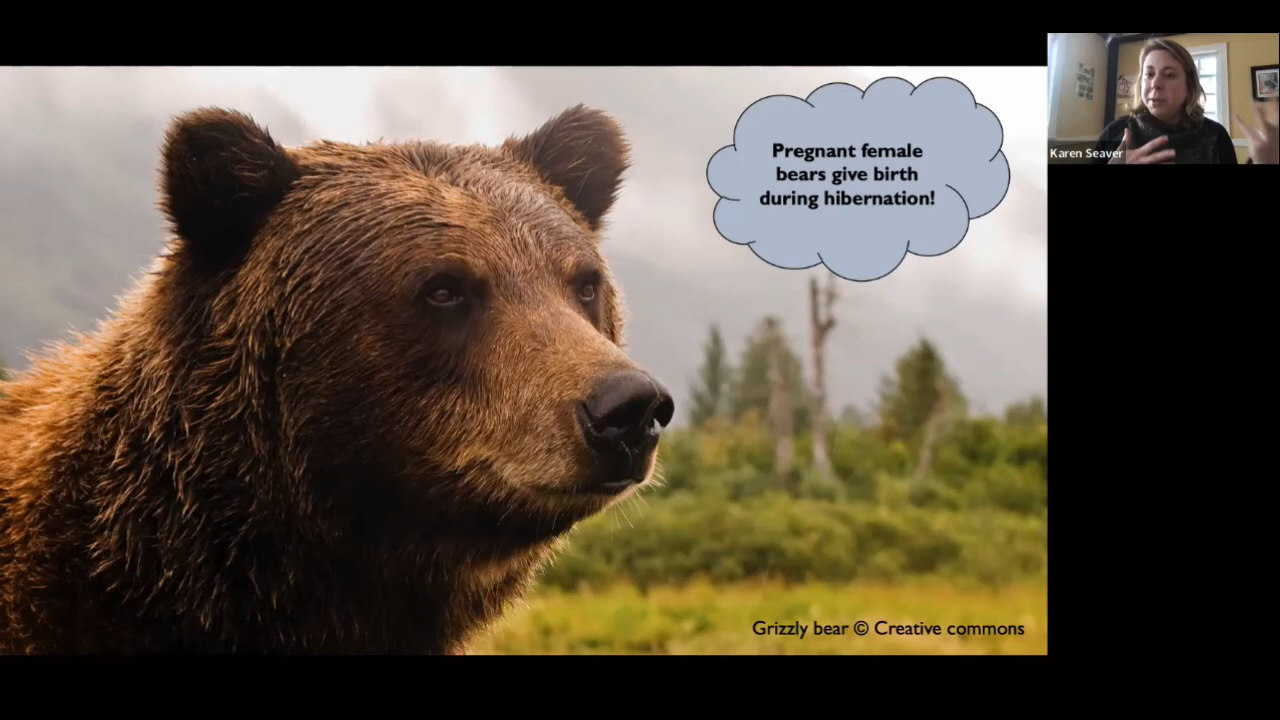 Pregnant female
bears give birth
during hibernation!
Karen Seaver
Grizzly bear © Creative commons